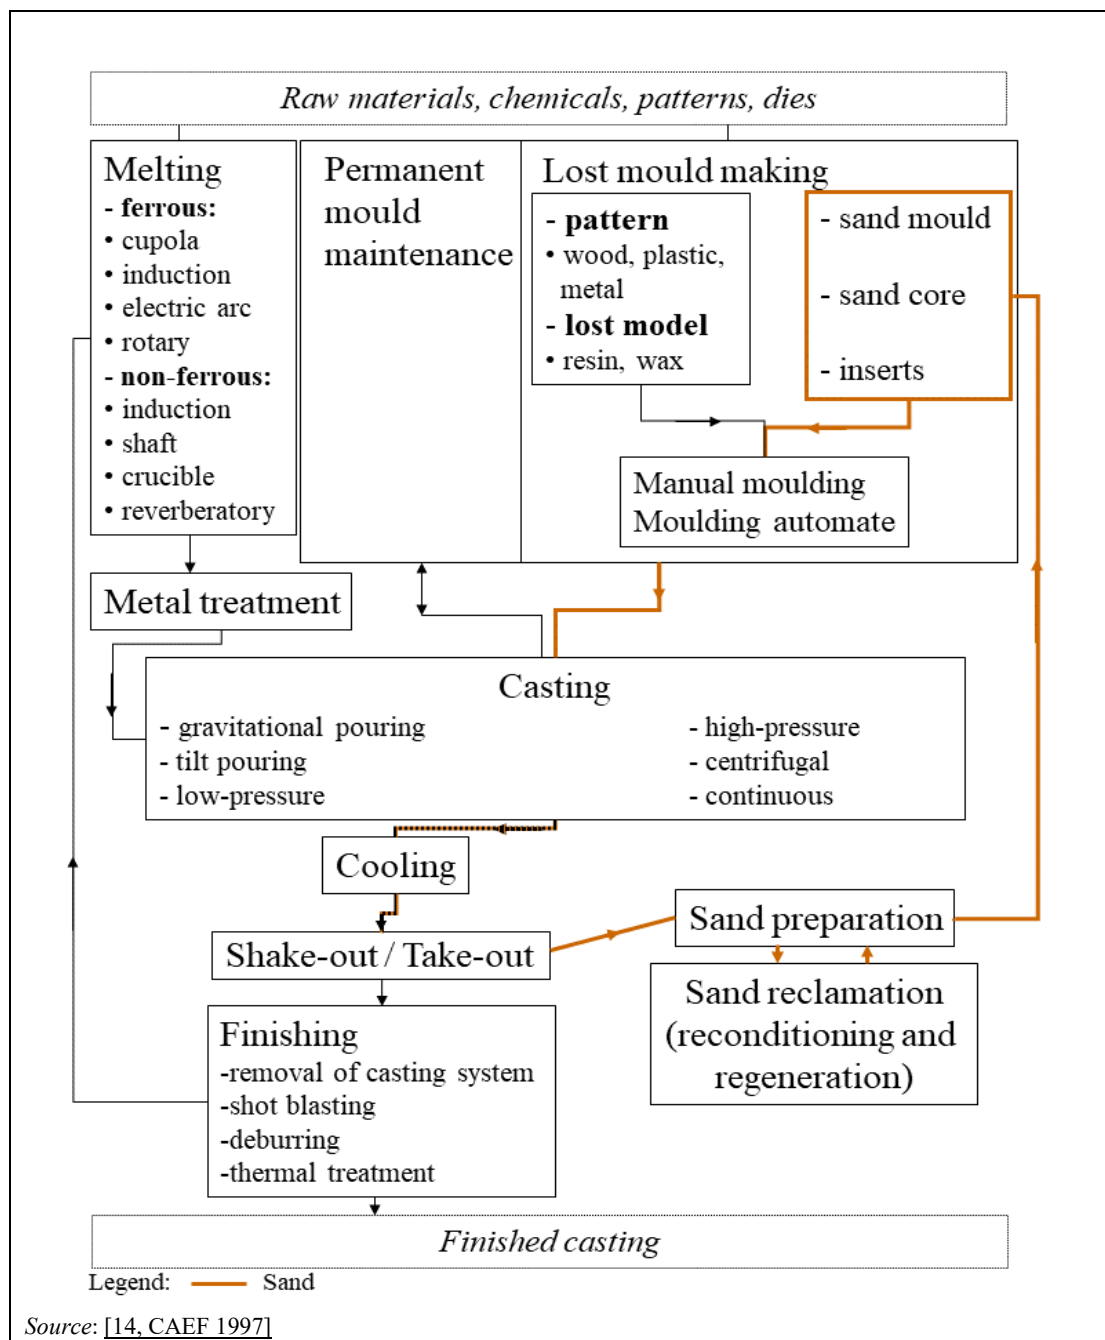 Raw materials, chemicals, patterns, dies
Melting
- ferrous:
• cupola
• induction
• electric arc
• rotary
- non-ferrous:
• induction
• shaft
• crucible
• reverberatory
Permanent
mould
maintenance
Lost mould making
- pattern
• wood, plastic,
metal
- lost model
• resin, wax
- sand mould
- sand core
- inserts
Manual moulding
Moulding automate
Metal treatment
Casting
- gravitational pouring
- tilt pouring
- low-pressure
- high-pressure
- centrifugal
- continuous
Cooling
Shake-out / Take-out
Sand preparation
Sand reclamation
(reconditioning and
regeneration)
Finishing
-removal of casting system
-shot blasting
-deburring
-thermal treatment
Finished casting
Legend: Sand
Source: [14, CAEF 1997]